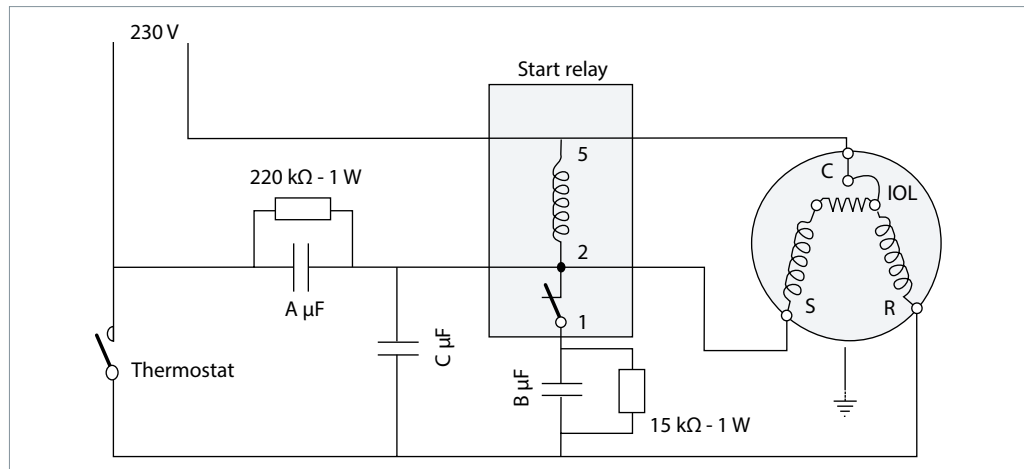 230 V
Start relay
5
C
IOL
220 kΩ - 1 W
2
A µF
S
R
1
C µF
Thermostat
B µF
15 kΩ - 1 W